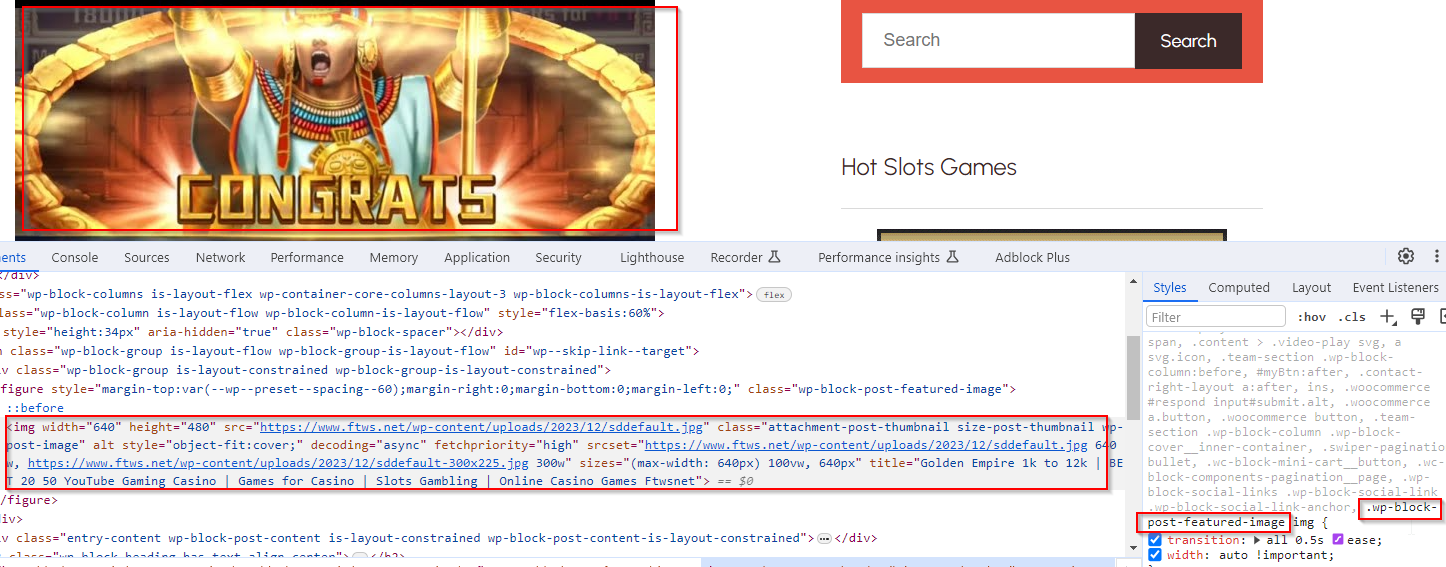 CONGRATS
Search
Search
Hot Slots Games
ents
Console
Sources
Network
Performance
Memory
Application
Security
Lighthouse
Recorder
Performance insights
Adblock Plus
</div>
ass="wp-block-columns is-layout-flex wp-container-core-columns-layout-3 wp-block-columns-is-layout-flex"> flex
lass="wp-block-column is-layout-flow wp-block-column-is-layout-flow" style="flex-basis:60%">
style="height:34px" aria-hidden="true" class="wp-block-spacer"></div>
n class="wp-block-group is-layout-flow wp-block-group-is-layout-flow" id="wp--skip-link--target">
iv class="wp-block-group is-layout-constrained wp-block-group-is-layout-constrained">
figure style="margin-top:var(--wp--preset--spacing--60);margin-right:0;margin-bottom:0;margin-left:0;" class="wp-block-post-featured-image">
::before
<img width="640" height="480" src="https://www.ftws.net/wp-content/uploads/2023/12/sddefault.jpg" class="attachment-post-thumbnail size-post-thumbnail wp-
post-image" alt style="object-fit:cover;" decoding="async" fetchpriority="high" srcset="https://www.ftws.net/wp-content/uploads/2023/12/sddefault.jpg 640
w, https://www.ftws.net/wp-content/uploads/2023/12/sddefault-300x225.jpg 300w" sizes="(max-width: 640px) 100vw, 640px" title="Golden Empire 1k to 12k | BE
T 20 50 YouTube Gaming Casino | Games for Casino | Slots Gambling | Online Casino Games Ftwsnet"> == $0
/figure>
div>
iv class="entry-content wp-block-post-content is-layout-constrained wp-block-post-content-is-layout-constrained"> … </div>
Styles
Computed
Layout
Event Listeners
Filter
:hov
.cls
span, .content > .video-play svg, a
svg.icon, .team-section .wp-block-
column:before, #myBtn:after, .contact-
right-layout a:after, ins, .woocommerce
#respond input#submit.alt, .woocommerce
a.button, .woocommerce button, .team-
section .wp-block-column .wp-block-
cover__inner-container, .swiper-paginatio
bullet, .wc-block-mini-cart__button, .wc-
block-components-pagination__page, .wp-
block-social-links .wp-block-social-link
.wp-block-social-link-anchor, .wp-block-
post-featured-image img {
transition: all 0.5s ease;
width: auto !important;